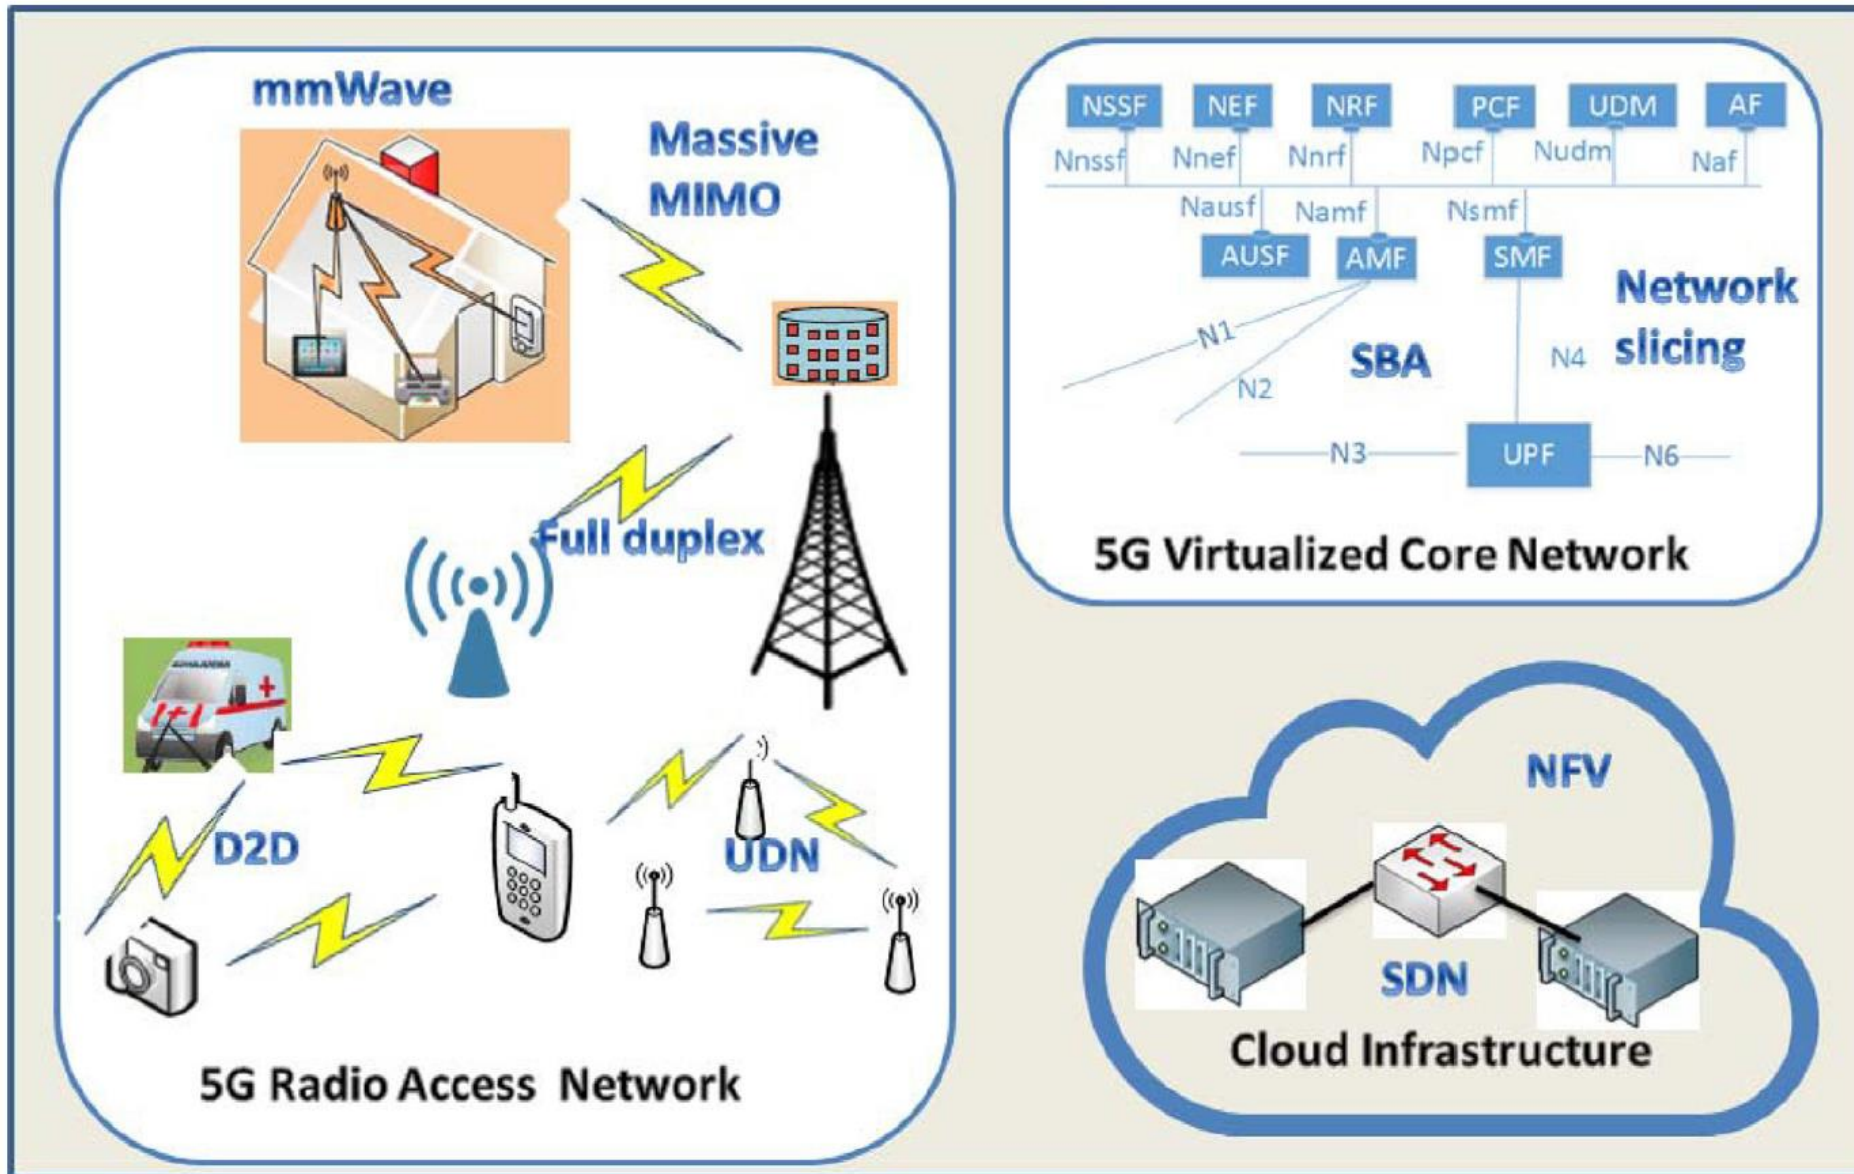 mmWave
Massive
MIMO
Full duplex
D2D
UDN
5G Radio Access Network
NSSF NEF NRF PCF UDM AF
Nnssf Nnef Nnrf Npcf Nudm Naf
Nausf Namf Nsmf
AUSF AMF SMF
Network
slicing
N1
N2
SBA
N4
N3 UPF N6
5G Virtualized Core Network
NFV
SDN
Cloud Infrastructure